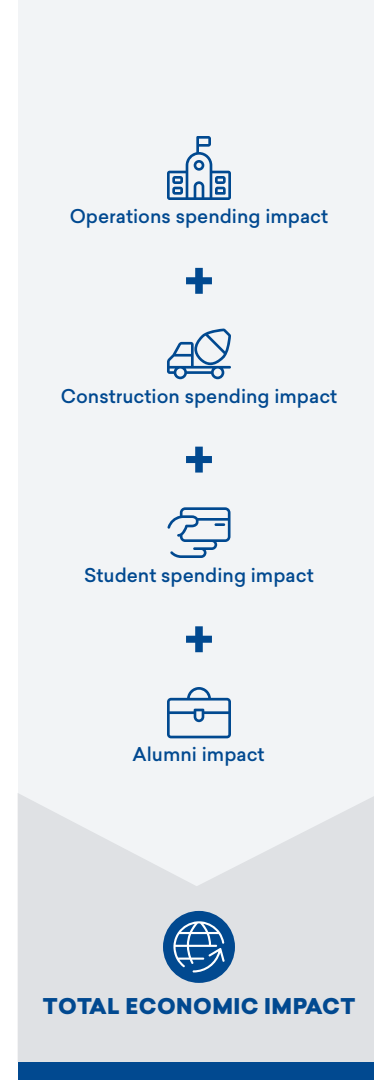 Operations spending impact
+
Construction spending impact
+
Student spending impact
+
Alumni impact
TOTAL ECONOMIC IMPACT